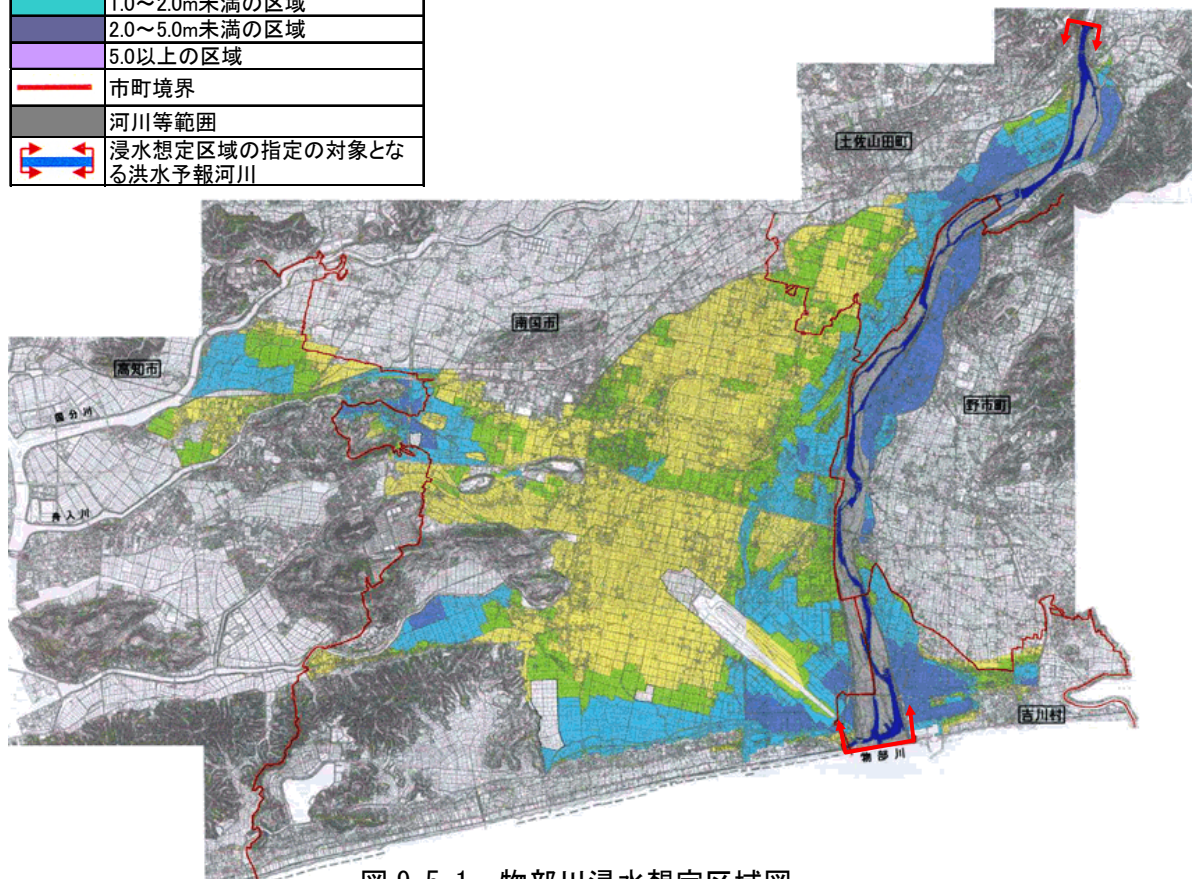 1.0～2.0m未満の区域
2.0～5.0m未満の区域
5.0以上の区域
市町境界
河川等範囲
浸水想定区域の指定の対象とな
る洪水予報河川
土佐山田町
南国市
高知市
国分川
野市町
舟入川
吉川村
物部川
図 0.5.1 物部川浸水想定区域図